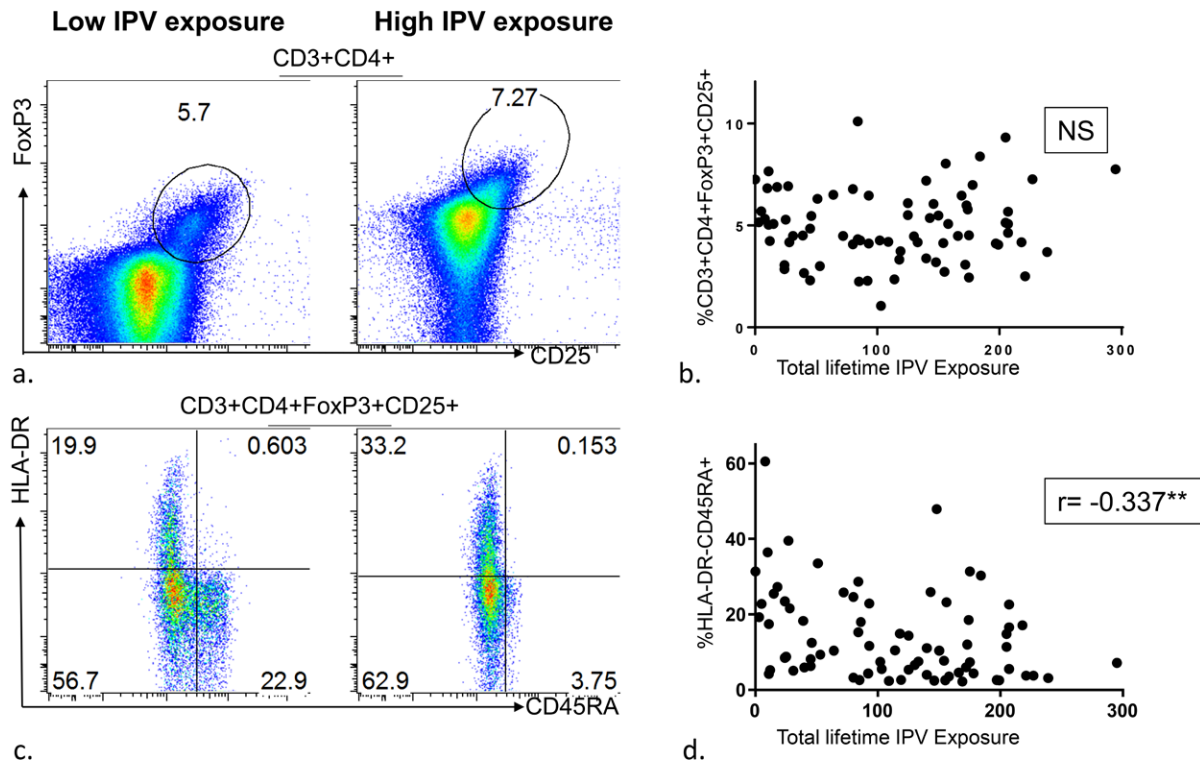 Low IPV exposure
High IPV exposure
CD3+CD4+
FoxP3
5.7
7.27
CD25
a.
%CD3+CD4+FoxP3+CD25+
10
5
0
NS
0 100 200 300
Total lifetime IPV Exposure
b.
CD3+CD4+FoxP3+CD25+
HLA-DR
19.9
0.603
56.7
22.9
33.2
0.153
62.9
3.75
CD45RA
c.
%HLA-DR-CD45RA+
60
40
20
0
r= -0.337**
0 100 200 300
Total lifetime IPV Exposure
d.